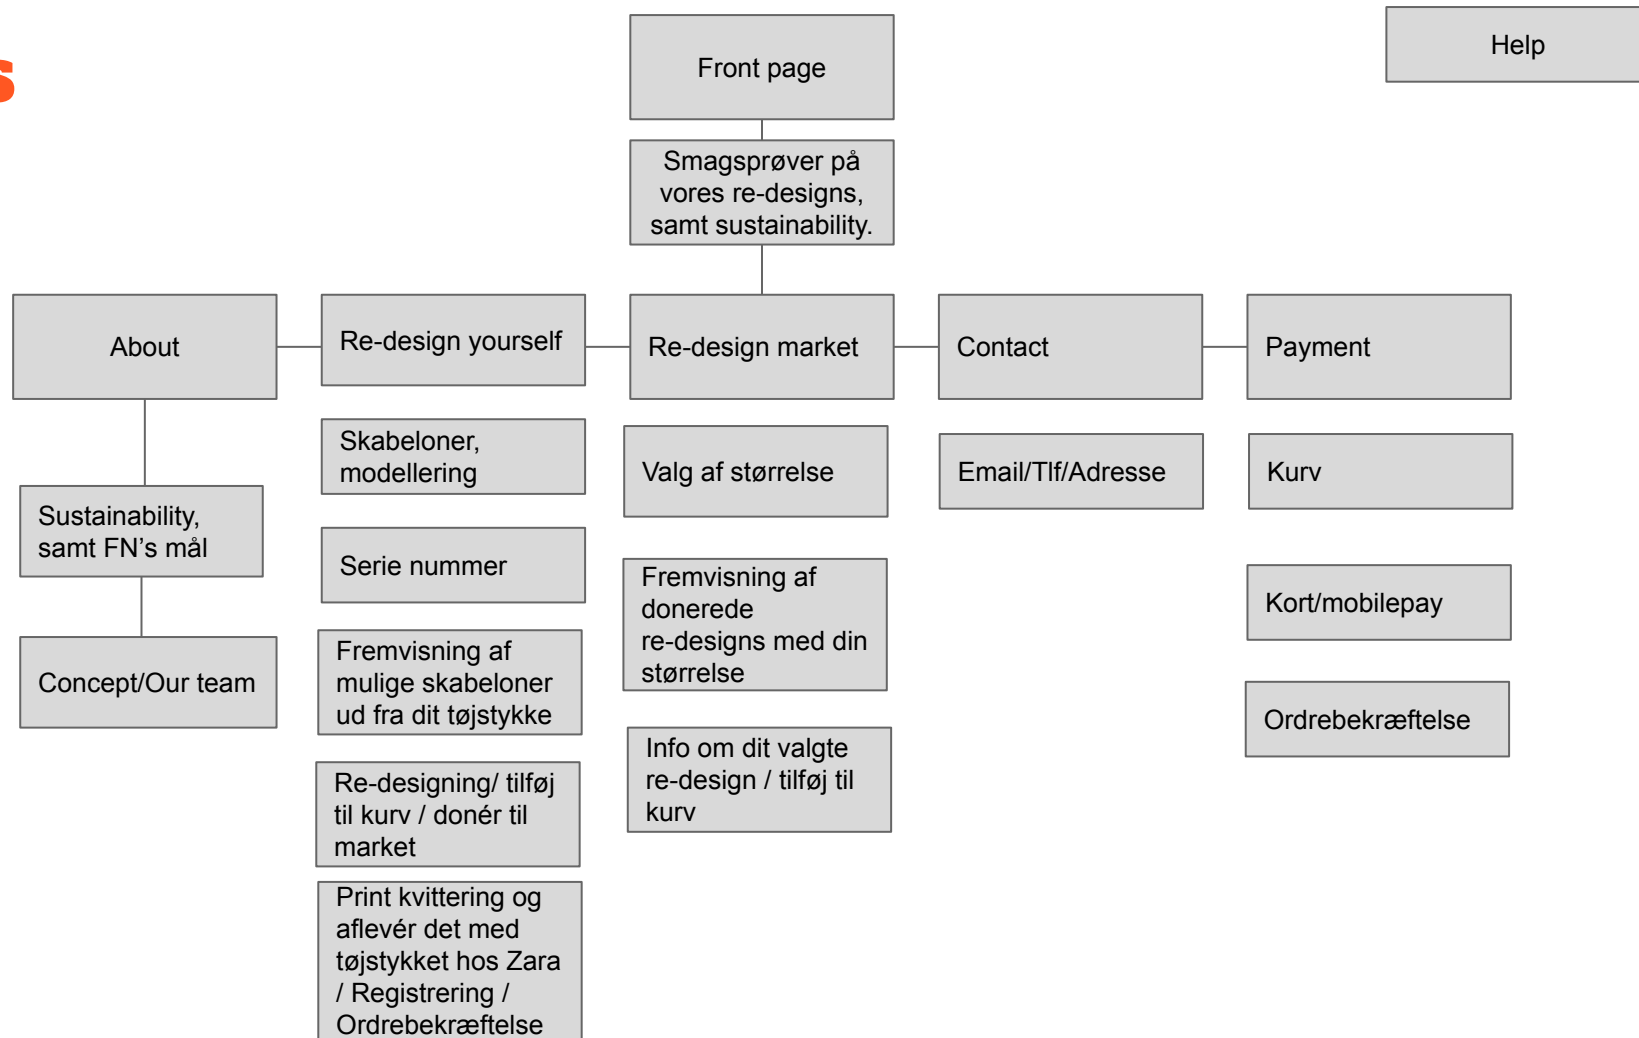 s
Front page
Help
Smagsprøver på
vores re-designs,
samt sustainability.
About
Re-design yourself
Re-design market
Contact
Payment
Sustainability,
samt FN’s mål
Concept/Our team
Skabeloner,
modellering
Serie nummer
Fremvisning af
mulige skabeloner
ud fra dit tøjstykke
Re-designing/ tilføj
til kurv / donér til
market
Print kvittering og
aflevér det med
tøjstykket hos Zara
/ Registrering /
Ordrebekræftelse
Valg af størrelse
Fremvisning af
donerede
re-designs med din
størrelse
Info om dit valgte
re-design / tilføj til
kurv
Email/Tlf/Adresse
Kurv
Kort/mobilepay
Ordrebekræftelse